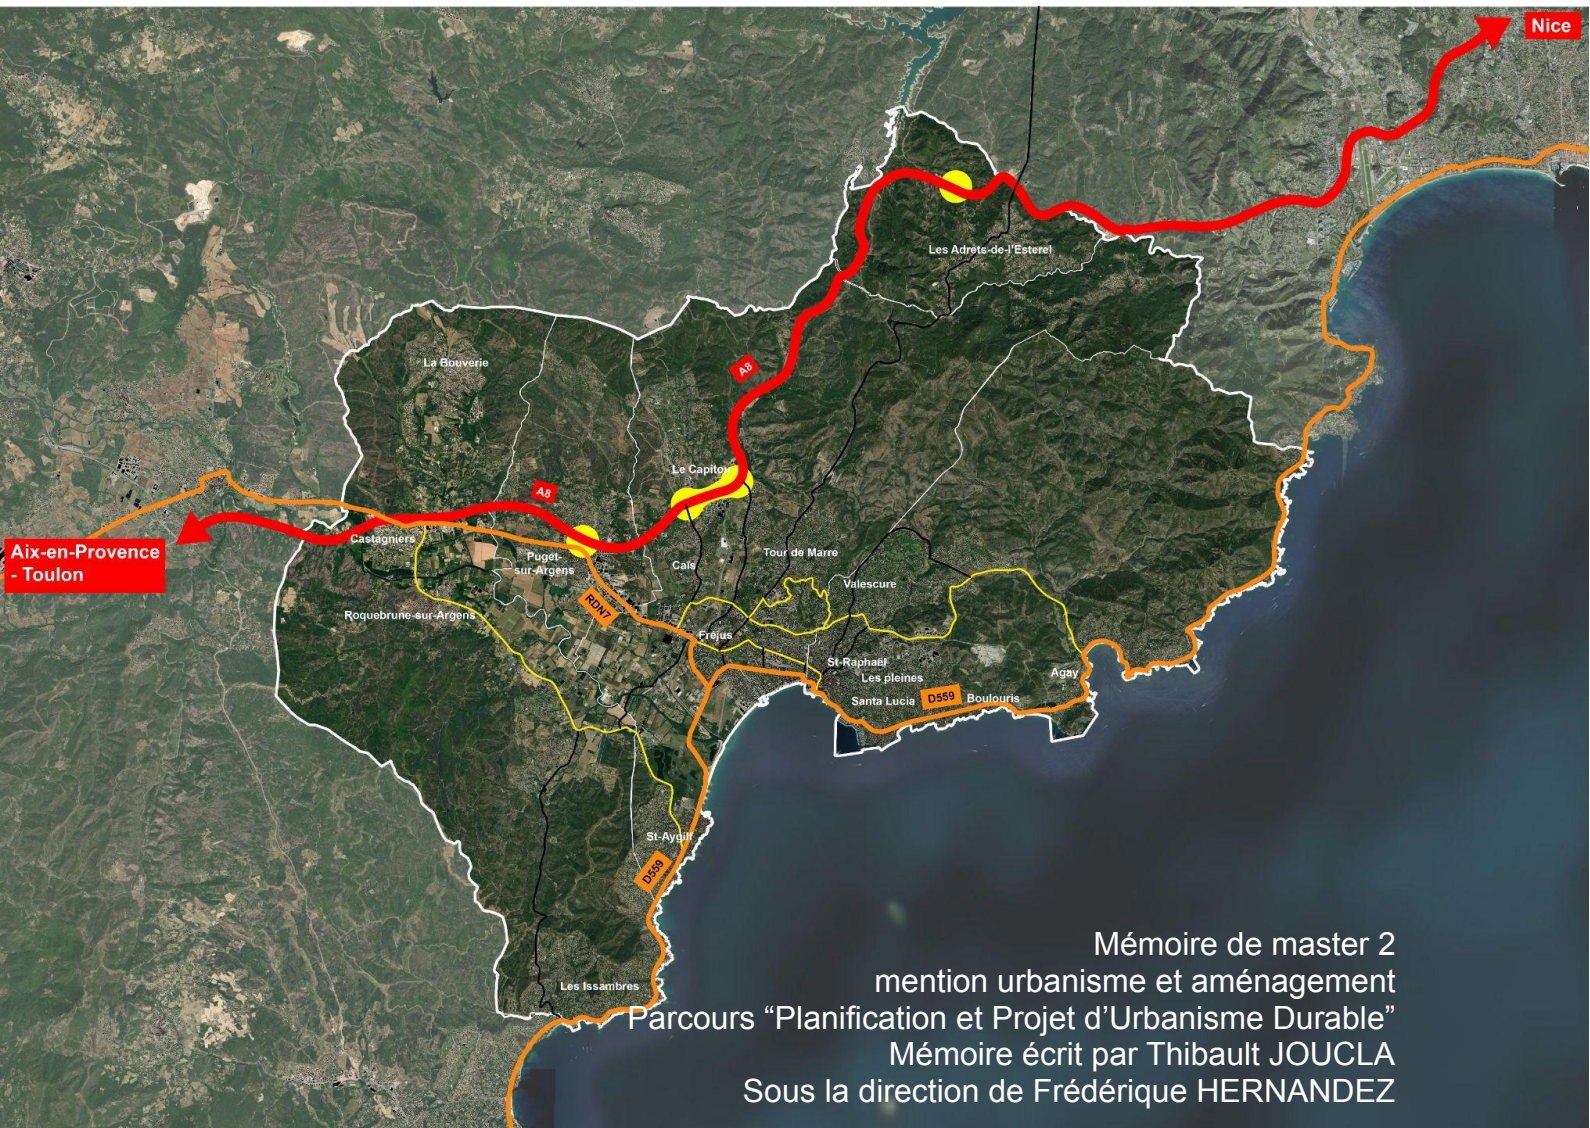 Nice
Les Adrets-de-l'Esterel
La Bouverie
A8
Le Capitou
A8
Aix-en-Provence
- Toulon
Castagniers
Puget-
sur-Argens
Caïs
Tour de Marre
Valescure
RDN7
Roquebrune-sur-Argens
Fréjus
St-Raphaël
Les pleines
Agay
Santa Lucia
D559
Boulouris
St-Aygulf
D559
Les Issambres
Mémoire de master 2
mention urbanisme et aménagement
Parcours “Planification et Projet d’Urbanisme Durable”
Mémoire écrit par Thibault JOUCLA
Sous la direction de Frédérique HERNANDEZ